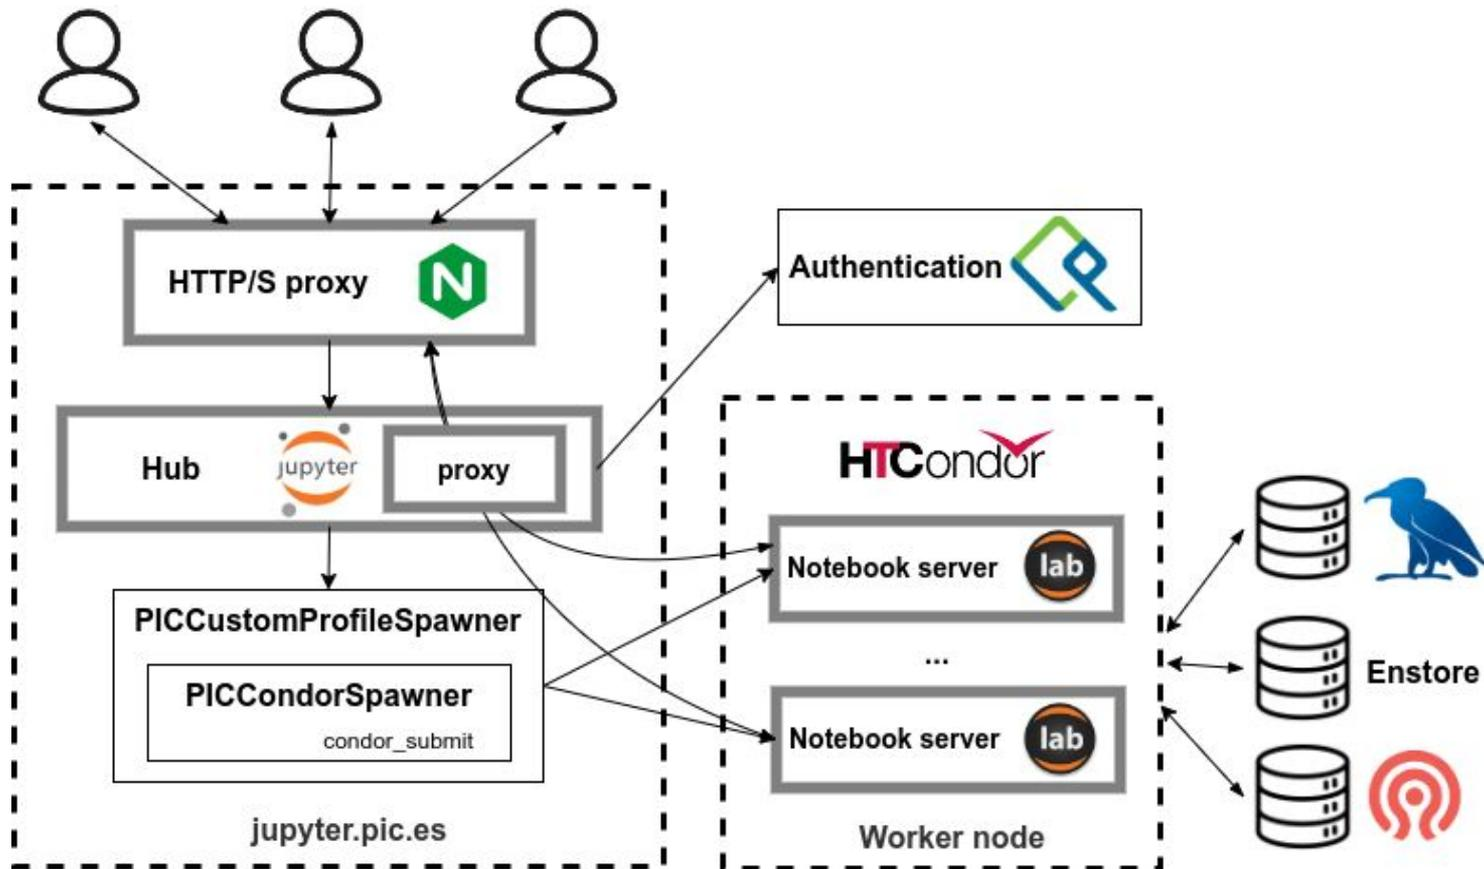 HTTP/S proxy
N
Authentication
Hub
jupyter
proxy
HTCondor
PICCustomProfileSpawner
PICCondorSpawner
condor_submit
Notebook server
lab
...
Notebook server
lab
Enstore
jupyter.pic.es
Worker node